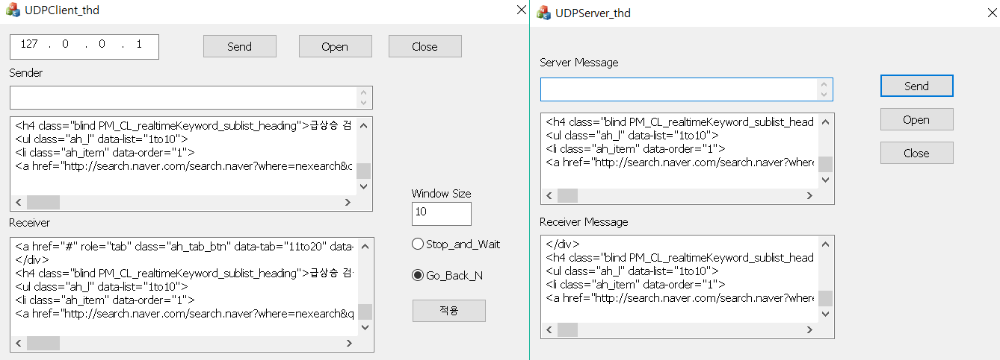 UDPClient_thd
127 . 0 . 0 . 1
Send
Open
Close
Sender
<h4 class="blind PM_CL_realtimeKeyword_sublist_heading">급상승 검
<ul class="ah_l" data-list="1to10">
<li class="ah_item" data-order="1">
<a href="http://search.naver.com/search.naver?where=nexearch&c
Receiver
<a href="#" role="tab" class="ah_tab_btn" data-tab="11to20" data-
</div>
<h4 class="blind PM_CL_realtimeKeyword_sublist_heading">급상승 검
<ul class="ah_l" data-list="1to10">
<li class="ah_item" data-order="1">
<a href="http://search.naver.com/search.naver?where=nexearch&q
Window Size
10
Stop_and_Wait
Go_Back_N
적용
UDPServer_thd
Server Message
<h4 class="blind PM_CL_realtimeKeyword_sublist_head
<ul class="ah_l" data-list="1to10">
<li class="ah_item" data-order="1">
<a href="http://search.naver.com/search.naver?where
Send
Open
Close
Receiver Message
</div>
<h4 class="blind PM_CL_realtimeKeyword_sublist_head
<ul class="ah_l" data-list="1to10">
<li class="ah_item" data-order="1">
<a href="http://search.naver.com/search.naver?where